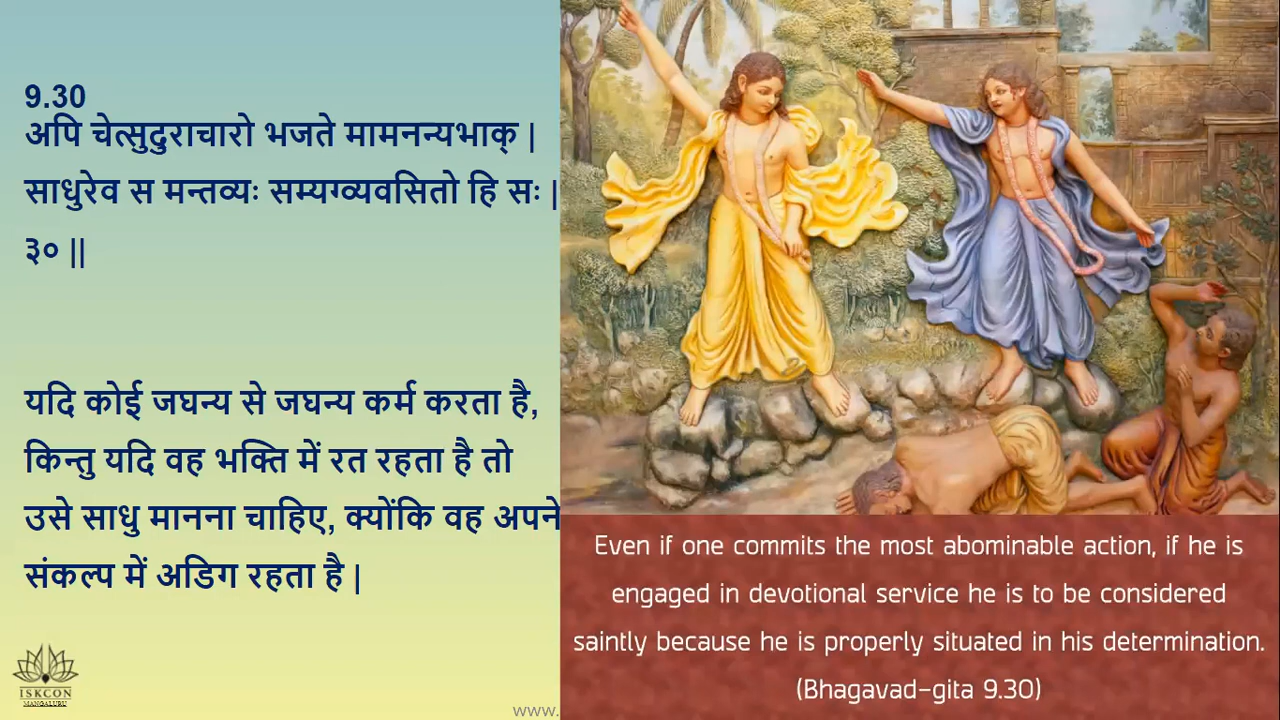 9.30
अपि चेत्सुदुराचारो भजते मामनन्यभाक् |
साधुरेव स मन्तव्यः सम्यग्व्यवसितो हि सः |
३० ||
यदि कोई जघन्य से जघन्य कर्म करता है,
किन्तु यदि वह भक्ति में रत रहता है तो
उसे साधु मानना चाहिए, क्योंकि वह अपने
संकल्प में अडिग रहता है |
ISKCON
MANGALURU
www.
Even if one commits the most abominable action, if he is
engaged in devotional service he is to be considered
saintly because he is properly situated in his determination.
(Bhagavad-gita 9.30)